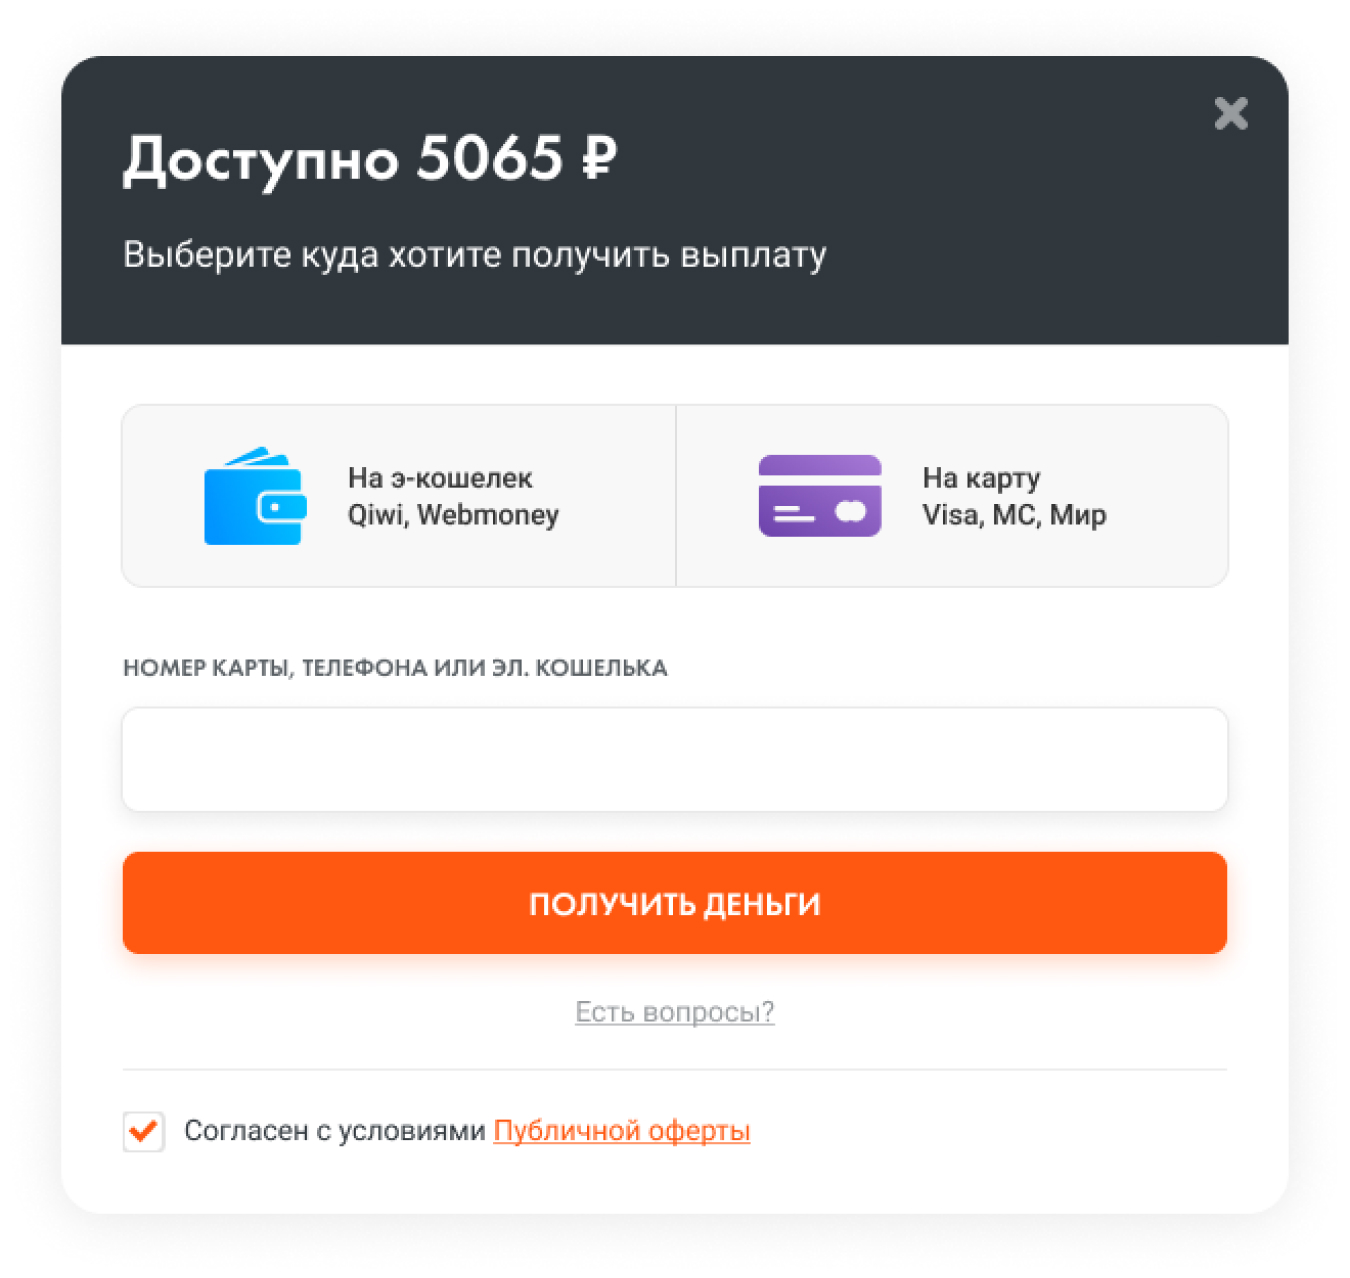 Доступно 5065 ₽
Выберите куда хотите получить выплату
На э-кошелек
Qiwi, Webmoney
На карту
Visa, МС, Мир
НОМЕР КАРТЫ, ТЕЛЕФОНА ИЛИ ЭЛ. КОШЕЛЬКА
ПОЛУЧИТЬ ДЕНЬГИ
Есть вопросы?
Согласен с условиями Публичной оферты